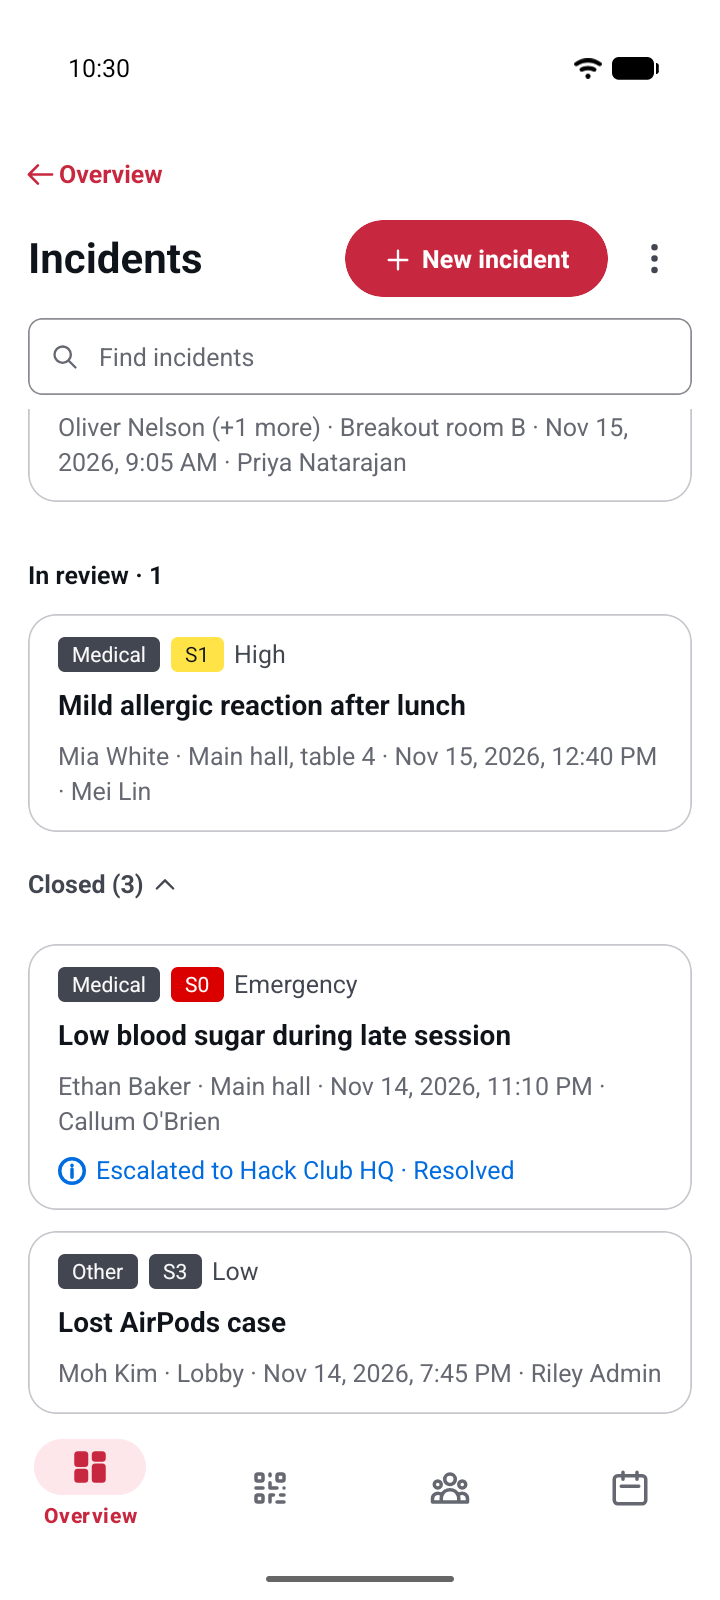 10:30
Overview
Incidents
New incident
Find incidents
Oliver Nelson (+1 more) · Breakout room B · Nov 15,
2026, 9:05 AM · Priya Natarajan
In review · 1
Medical S1 High
Mild allergic reaction after lunch
Mia White · Main hall, table 4 · Nov 15, 2026, 12:40 PM
· Mei Lin
Closed (3)
Medical S0 Emergency
Low blood sugar during late session
Ethan Baker · Main hall · Nov 14, 2026, 11:10 PM ·
Callum O'Brien
Escalated to Hack Club HQ · Resolved
Other S3 Low
Lost AirPods case
Moh Kim · Lobby · Nov 14, 2026, 7:45 PM · Riley Admin
Overview